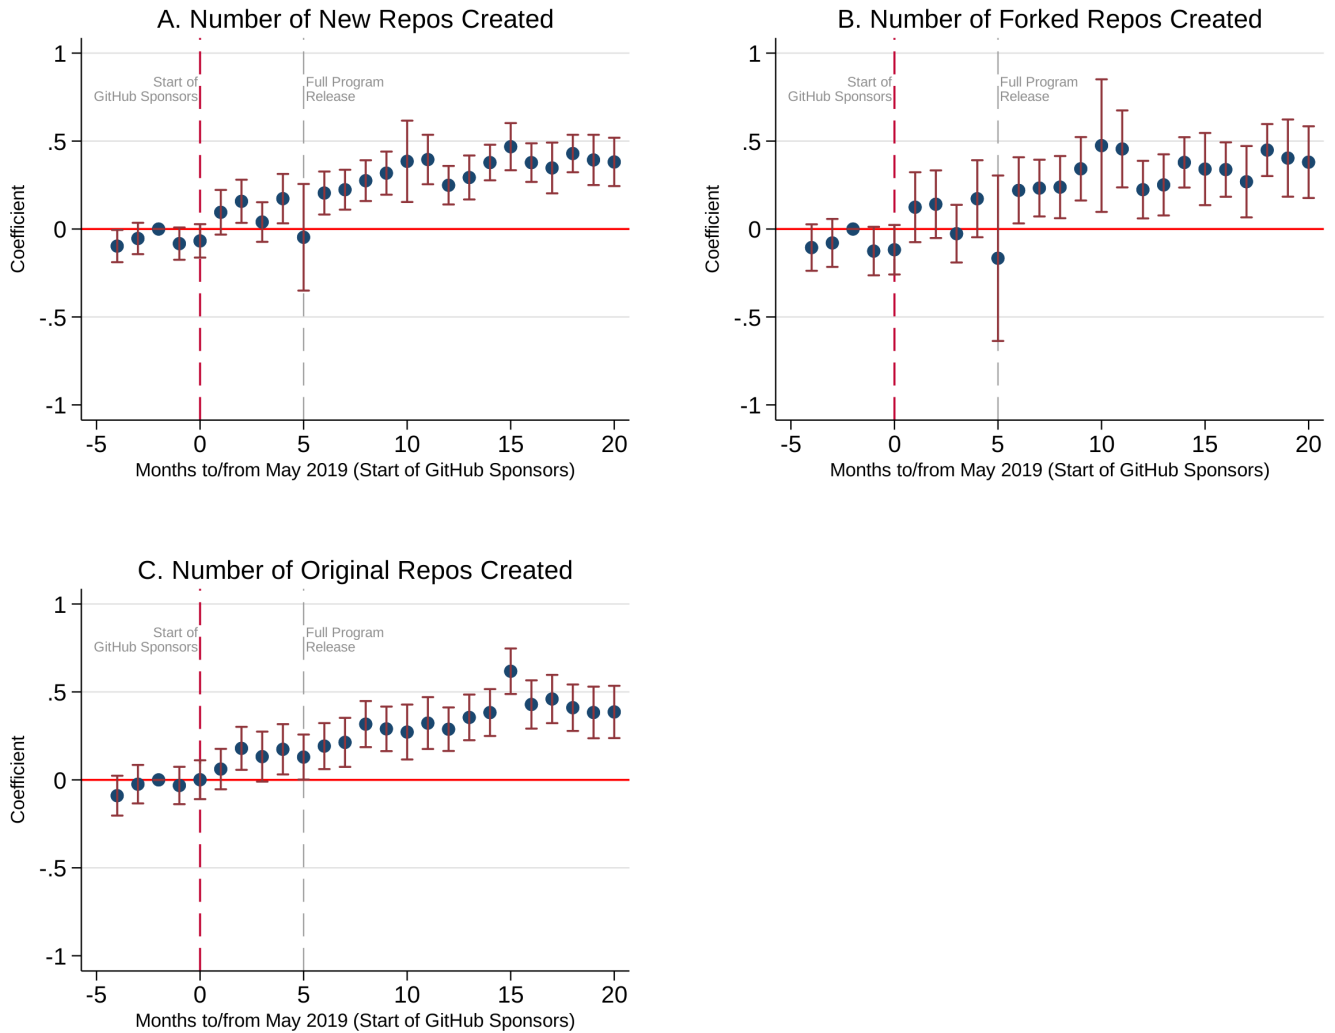 A. Number of New Repos Created
1
.5
0
-.5
-1
Coefficient
Start of
GitHub Sponsors
Full Program
Release
-5 0 5 10 15 20
Months to/from May 2019 (Start of GitHub Sponsors)
B. Number of Forked Repos Created
1
.5
0
-.5
-1
Coefficient
Start of
GitHub Sponsors
Full Program
Release
-5 0 5 10 15 20
Months to/from May 2019 (Start of GitHub Sponsors)
C. Number of Original Repos Created
1
.5
0
-.5
-1
Coefficient
Start of
GitHub Sponsors
Full Program
Release
-5 0 5 10 15 20
Months to/from May 2019 (Start of GitHub Sponsors)